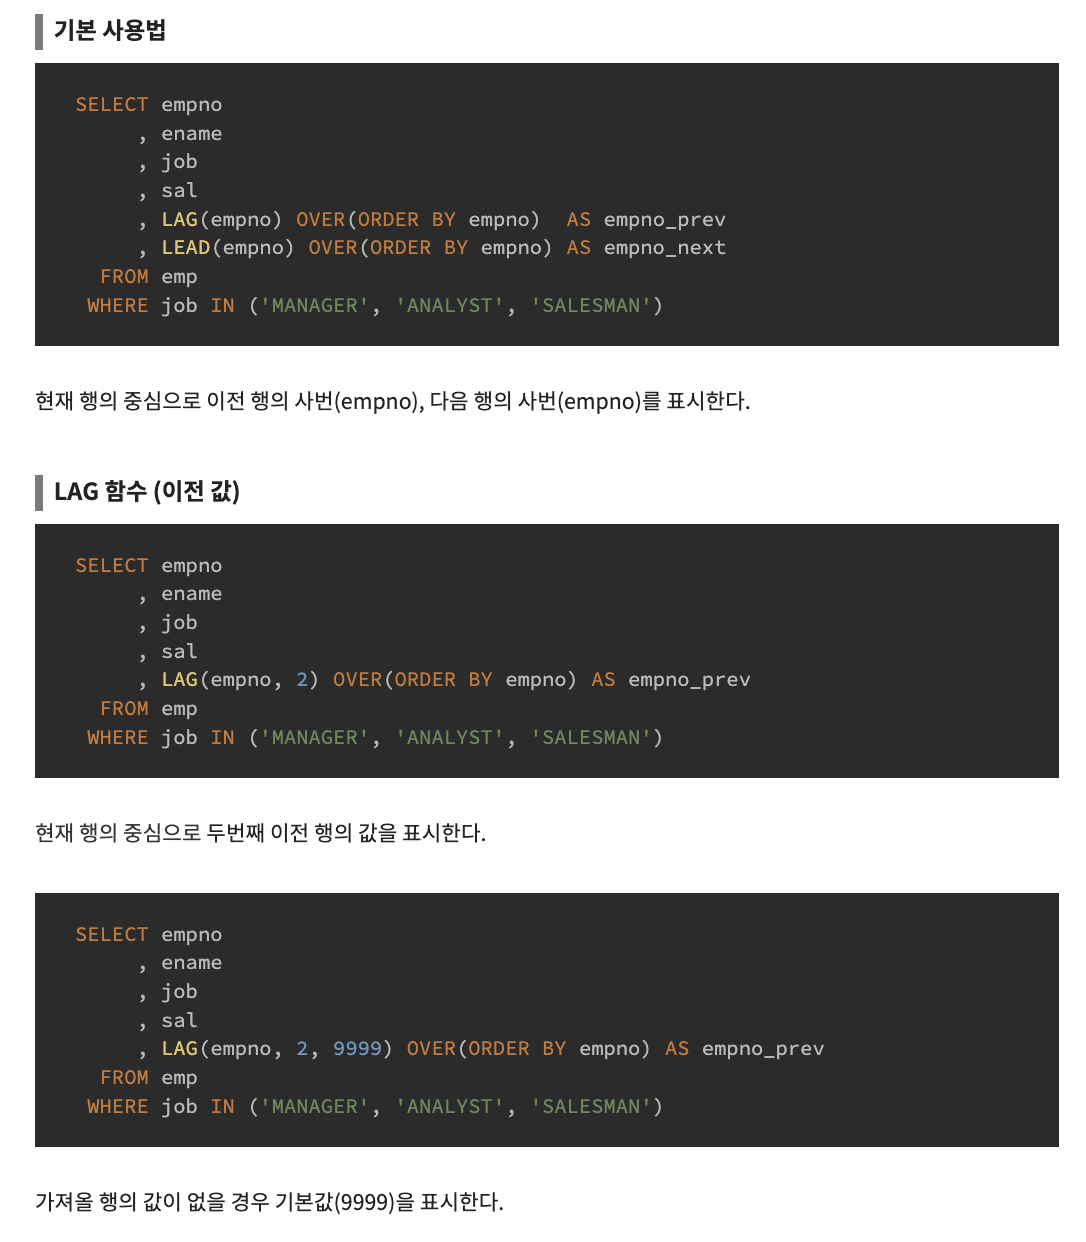 기본 사용법
SELECT empno
     , ename
     , job
     , sal
     , LAG(empno) OVER(ORDER BY empno)  AS empno_prev
     , LEAD(empno) OVER(ORDER BY empno) AS empno_next
  FROM emp
 WHERE job IN ('MANAGER', 'ANALYST', 'SALESMAN')
현재 행의 중심으로 이전 행의 사번(empno), 다음 행의 사번(empno)를 표시한다.
LAG 함수 (이전 값)
SELECT empno
     , ename
     , job
     , sal
     , LAG(empno, 2) OVER(ORDER BY empno) AS empno_prev
  FROM emp
 WHERE job IN ('MANAGER', 'ANALYST', 'SALESMAN')
현재 행의 중심으로 두번째 이전 행의 값을 표시한다.
SELECT empno
     , ename
     , job
     , sal
     , LAG(empno, 2, 9999) OVER(ORDER BY empno) AS empno_prev
  FROM emp
 WHERE job IN ('MANAGER', 'ANALYST', 'SALESMAN')
가져올 행의 값이 없을 경우 기본값(9999)을 표시한다.